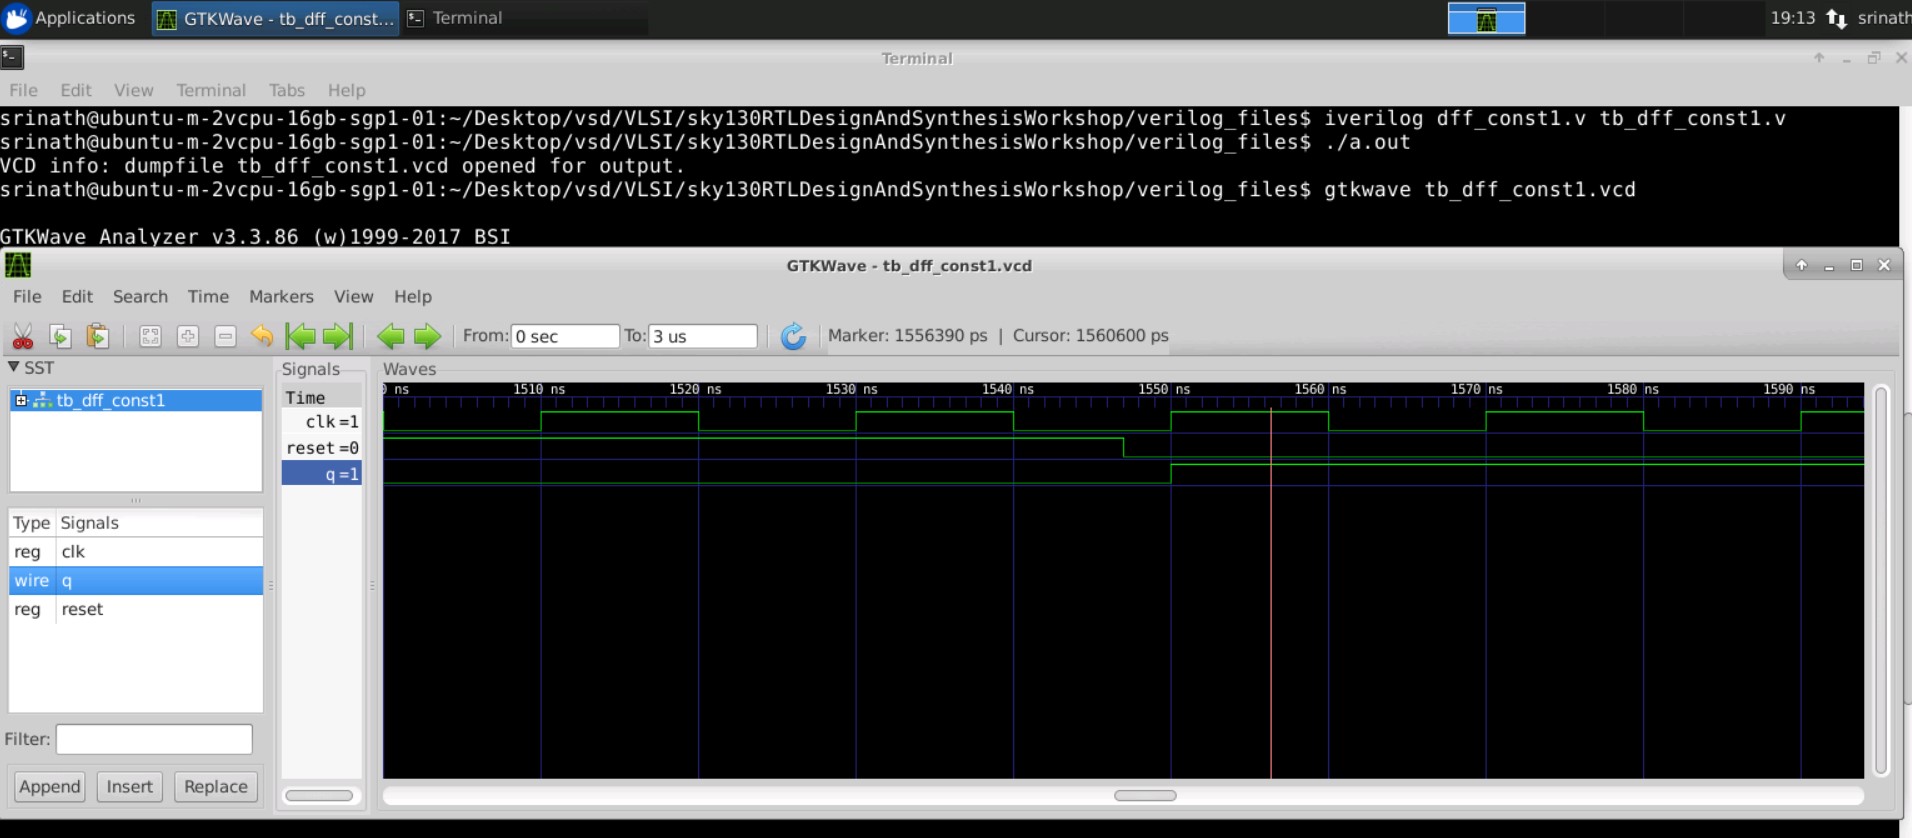 Applications GTKWave - tb_dff_const... Terminal 19:13 srinath
Terminal
File Edit View Terminal Tabs Help
srinath@ubuntu-m-2vcpu-16gb-sgp1-01:~/Desktop/vsd/VLSI/sky130RTLDesignAndSynthesisWorkshop/verilog_files$ iverilog dff_const1.v tb_dff_const1.v
srinath@ubuntu-m-2vcpu-16gb-sgp1-01:~/Desktop/vsd/VLSI/sky130RTLDesignAndSynthesisWorkshop/verilog_files$ ./a.out
VCD info: dumpfile tb_dff_const1.vcd opened for output.
srinath@ubuntu-m-2vcpu-16gb-sgp1-01:~/Desktop/vsd/VLSI/sky130RTLDesignAndSynthesisWorkshop/verilog_files$ gtkwave tb_dff_const1.vcd
GTKWave Analyzer v3.3.86 (w)1999-2017 BSI
GTKWave - tb_dff_const1.vcd
File Edit Search Time Markers View Help
From: 0 sec To: 3 us Marker: 1556390 ps | Cursor: 1560600 ps
SST
tb_dff_const1
Type Signals
reg clk
wire q
reg reset
Filter:
Append Insert Replace
Signals
Time
clk=1
reset=0
q=1
Waves
0 ns 1510 ns 1520 ns 1530 ns 1540 ns 1550 ns 1560 ns 1570 ns 1580 ns 1590 ns